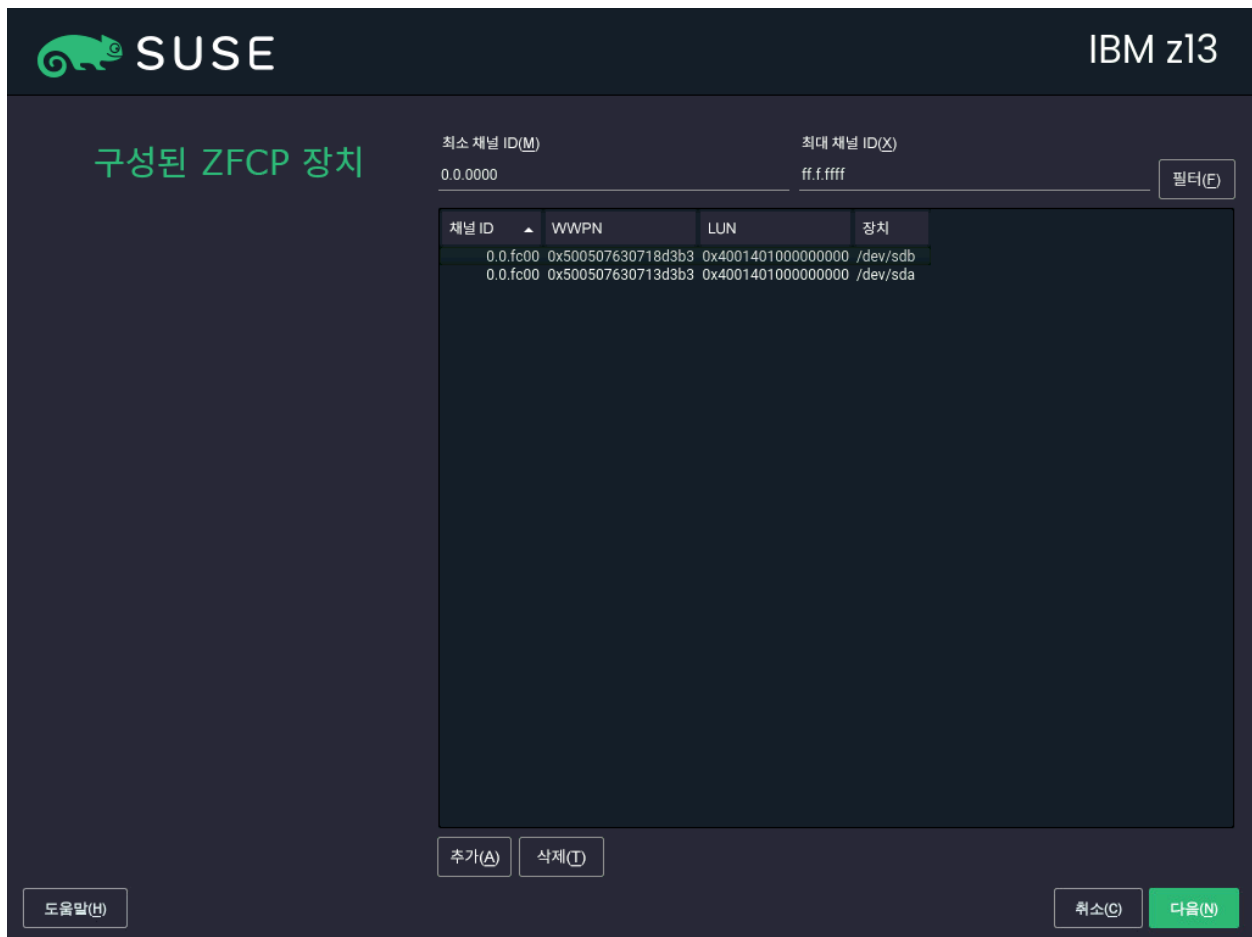 SUSE
IBM z13
구성된 ZFCP 장치
최소 채널 ID(M)
최대 채널 ID(X)
0.0.0000
ff.f.ffff
필터(F)
채널 ID WWPN LUN 장치
0.0.fc00 0x500507630718d3b3 0x4001401000000000 /dev/sdb
0.0.fc00 0x500507630713d3b3 0x4001401000000000 /dev/sda
추가(A)
삭제(T)
도움말(H)
취소(C)
다음(N)